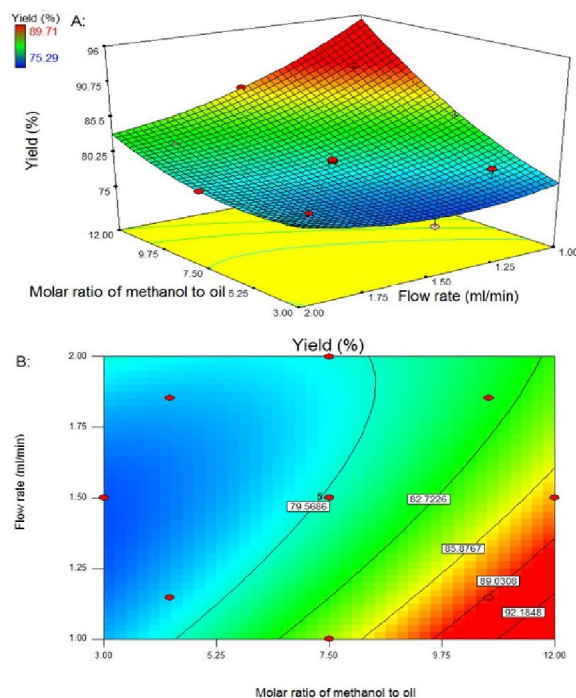 Yield (%)
89.71
75.29
A:
96
90.75
85.5
80.25
75
Yield (%)
12.00
9.75
7.50
5.25
3.00
Molar ratio of methanol to oil
2.00
1.75
1.50
1.25
1.00
Flow rate (ml/min)
B:
Yield (%)
2.00
1.75
1.50
1.25
1.00
Flow rate (ml/min)
5
79.5686
82.7226
85.8767
89.0308
92.1848
3.00 5.25 7.50 9.75 12.00
Molar ratio of methanol to oil